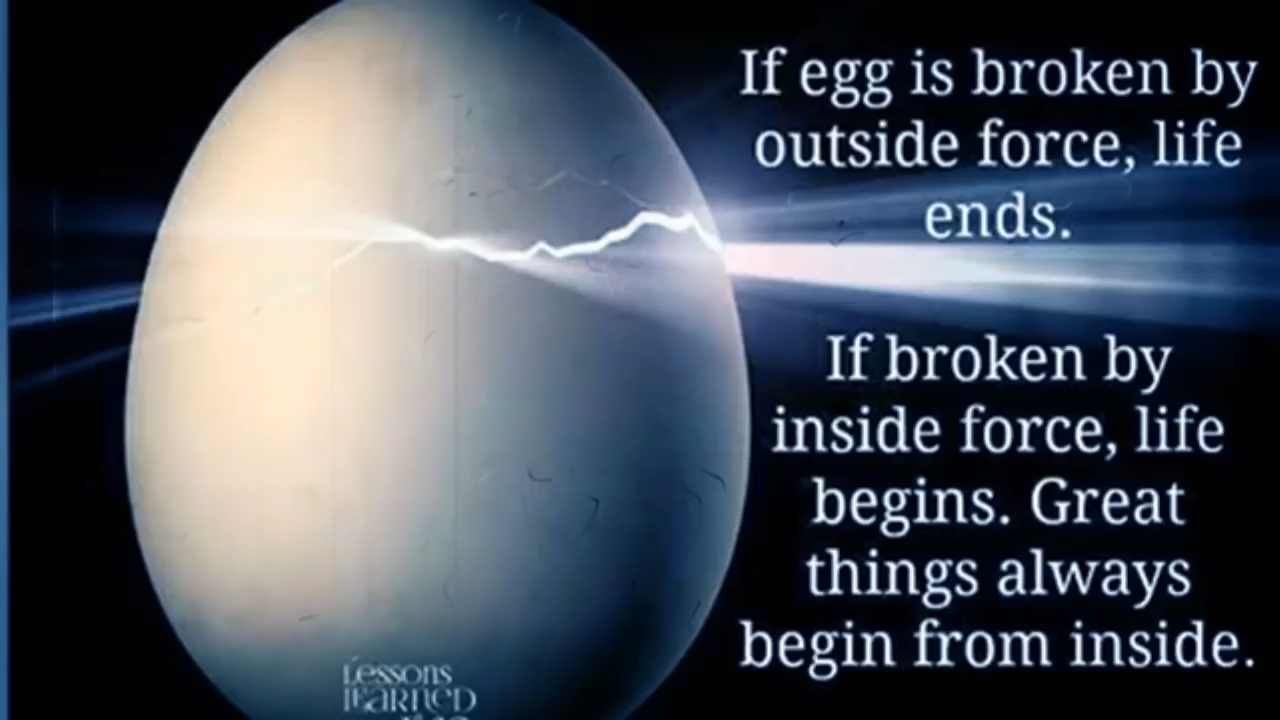 If egg is broken by
outside force, life
ends.
If broken by
inside force, life
begins. Great
things always
begin from inside.
Lessons
Learned